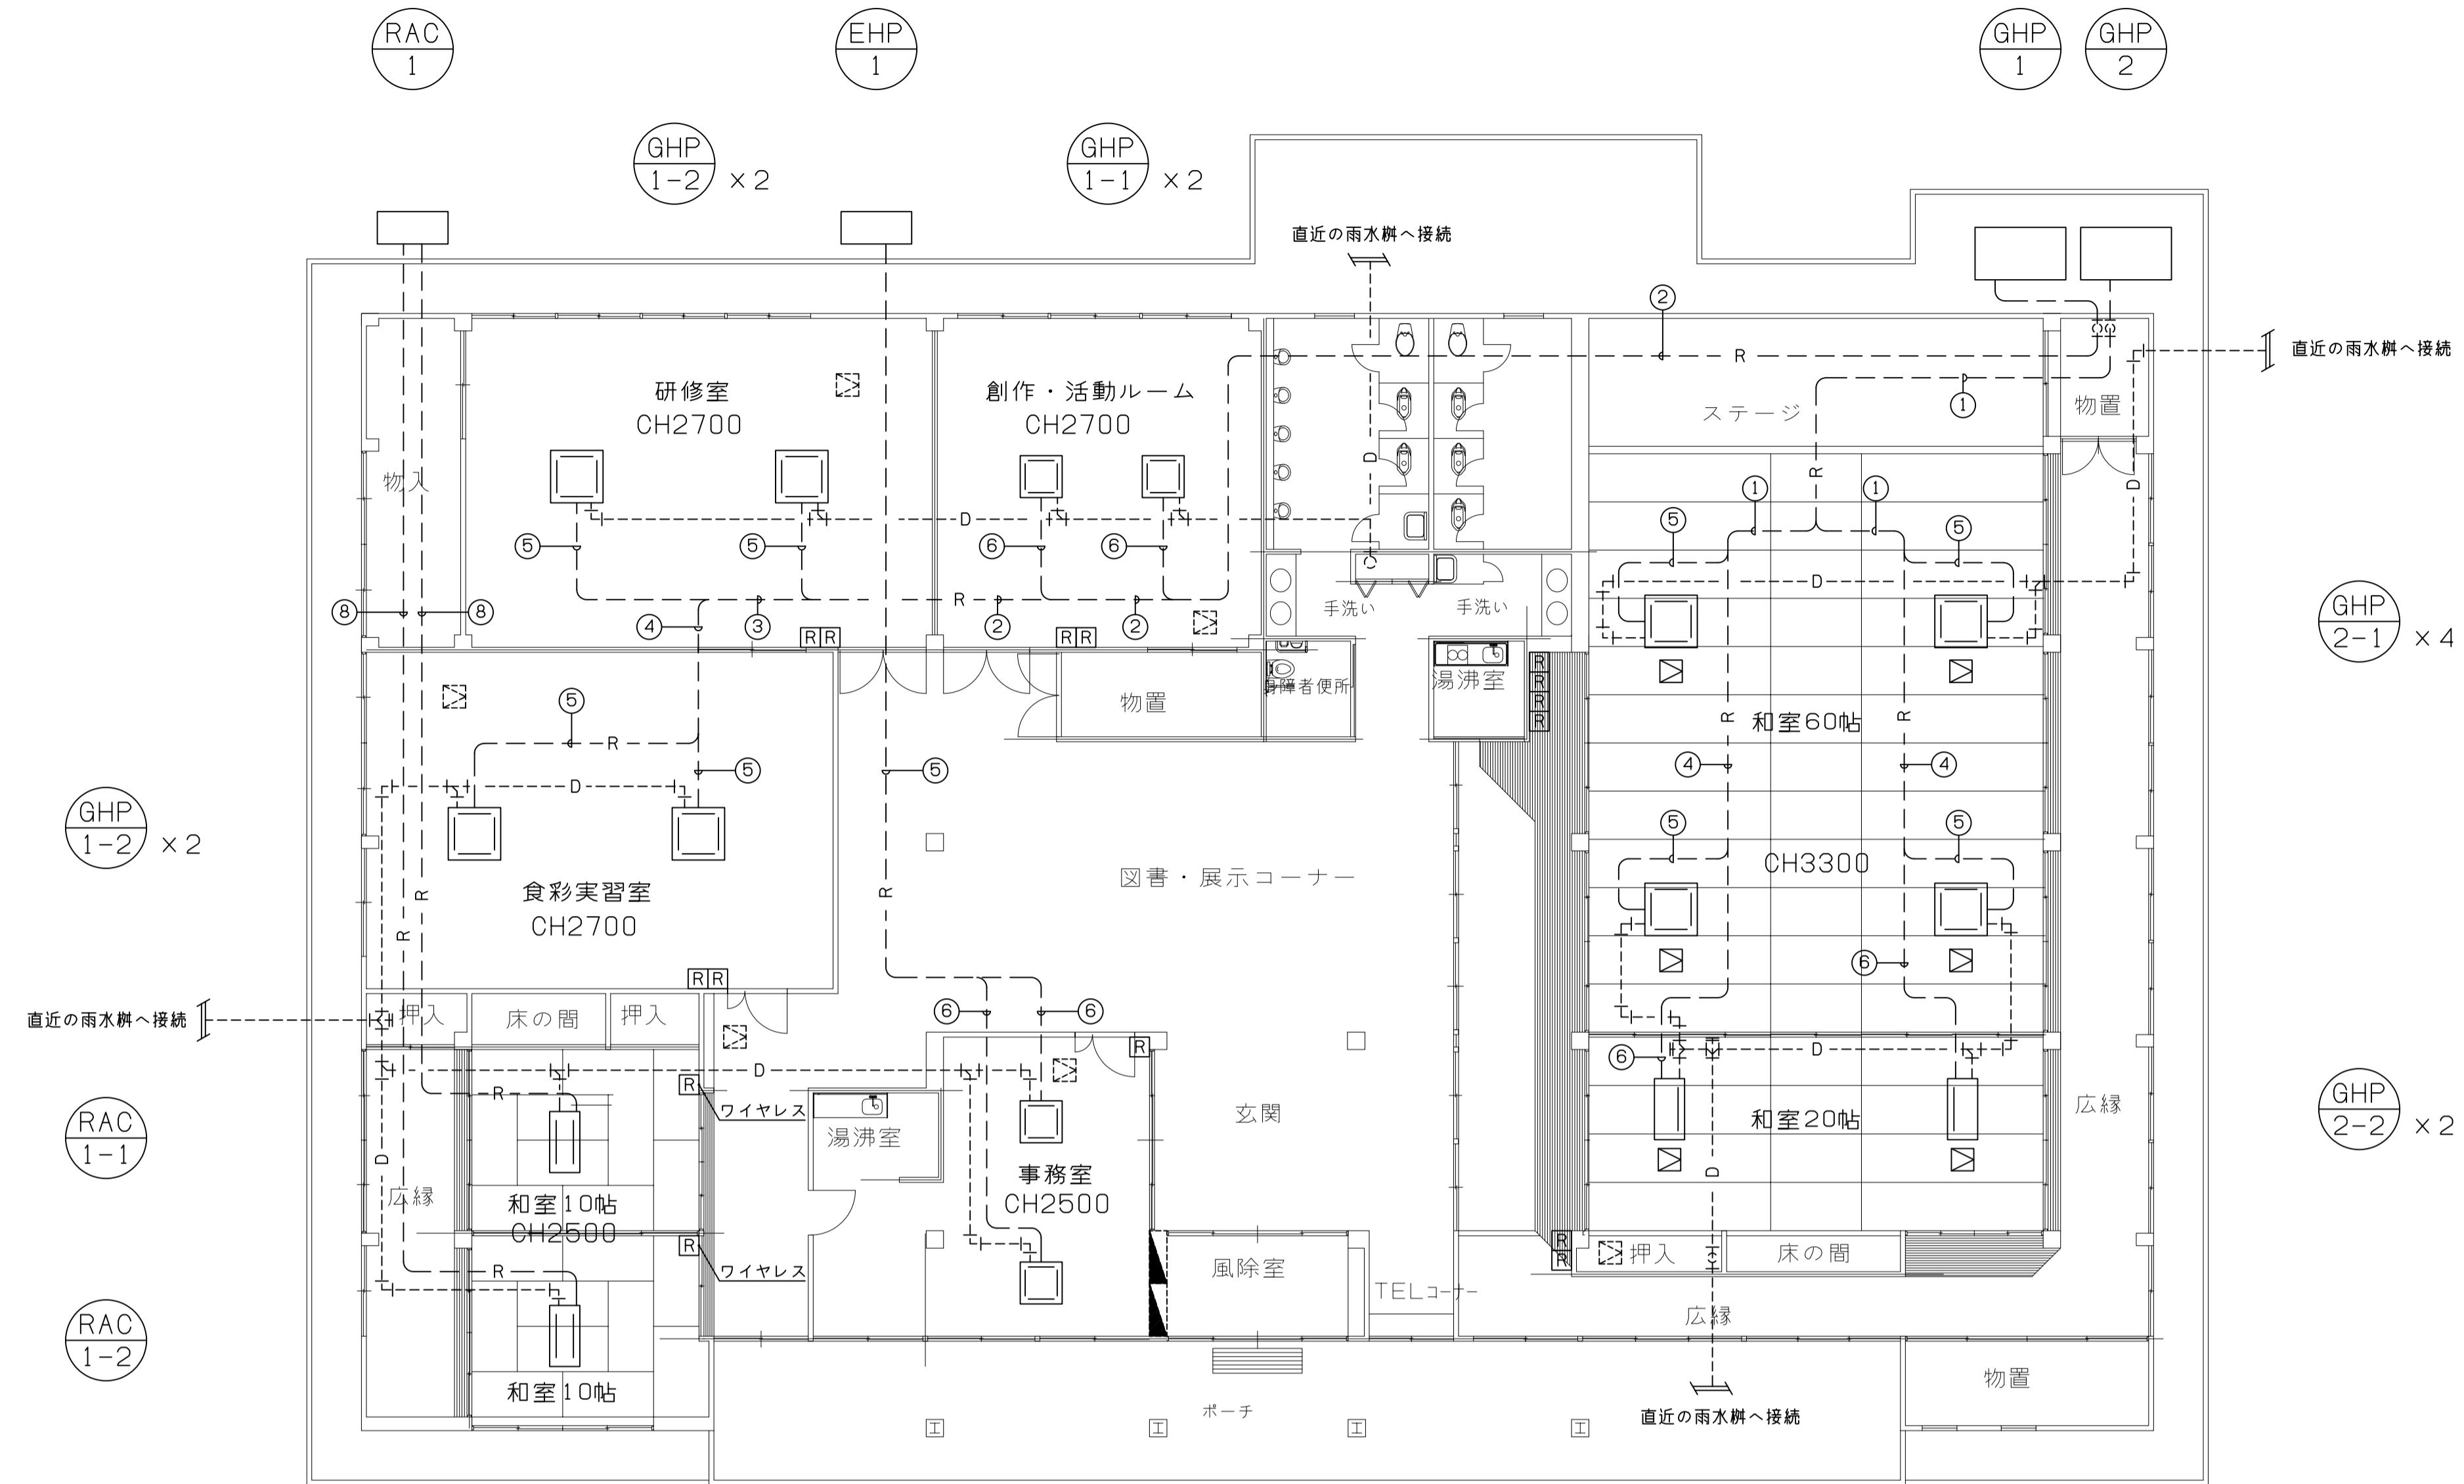 RAC
1
EHP
1
GHP
1
GHP
2
GHP
1-2
×2
GHP
1-1
×2
直近の雨水桝へ接続
直近の雨水桝へ接続
②
R
①
研修室
CH2700
創作・活動ルーム
CH2700
ステージ
物置
物入
D
R
D
①
①
⑤
⑤
D
⑤
⑤
⑥
⑥
D
⑧
⑧
④
③
R
②
②
手洗い
手洗い
GHP
2-1
×4
R R
R R
R
R
R
R
物置
身障者便所
湯沸室
和室60帖
R
R
⑤
R
⑤
⑤
④
④
D
GHP
1-2
×2
⑤
⑤
CH3300
図書・展示コーナー
食彩実習室
CH2700
R
R
R
R R
⑥
⑥
⑥
直近の雨水桝へ接続
押入
床の間
押入
R
D
D
⑥
R
R
ワイヤレス
RAC
1-1
D
湯沸室
玄関
和室20帖
広縁
GHP
2-2
×2
広縁
和室10帖
CH2500
事務室
CH2500
D
R
ワイヤレス
R
風除室
TELコーナー
R
R
押入
床の間
広縁
RAC
1-2
和室10帖
ポーチ
物置
直近の雨水桝へ接続